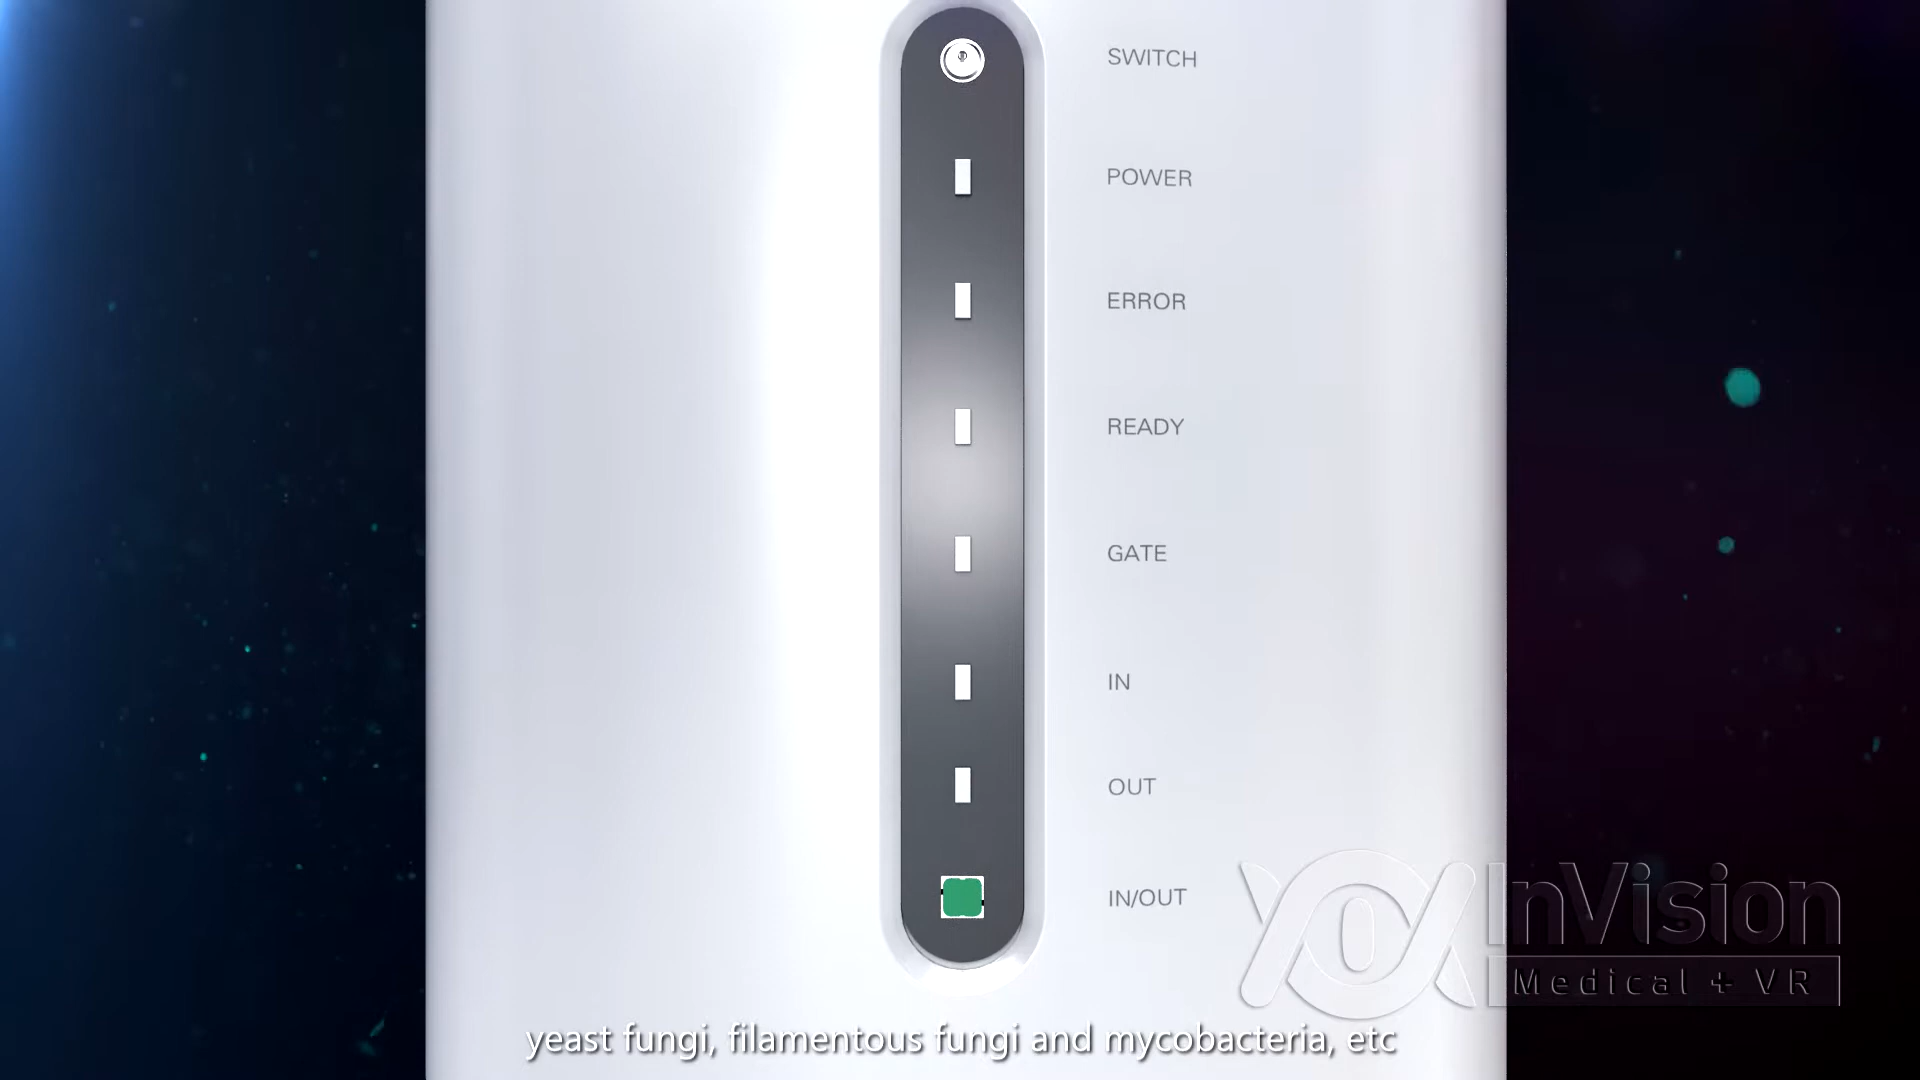 SWITCH
POWER
ERROR
READY
GATE
IN
OUT
IN/OUT
InVision
Medical + VR
yeast fungi, filamentous fungi and mycobacteria, etc